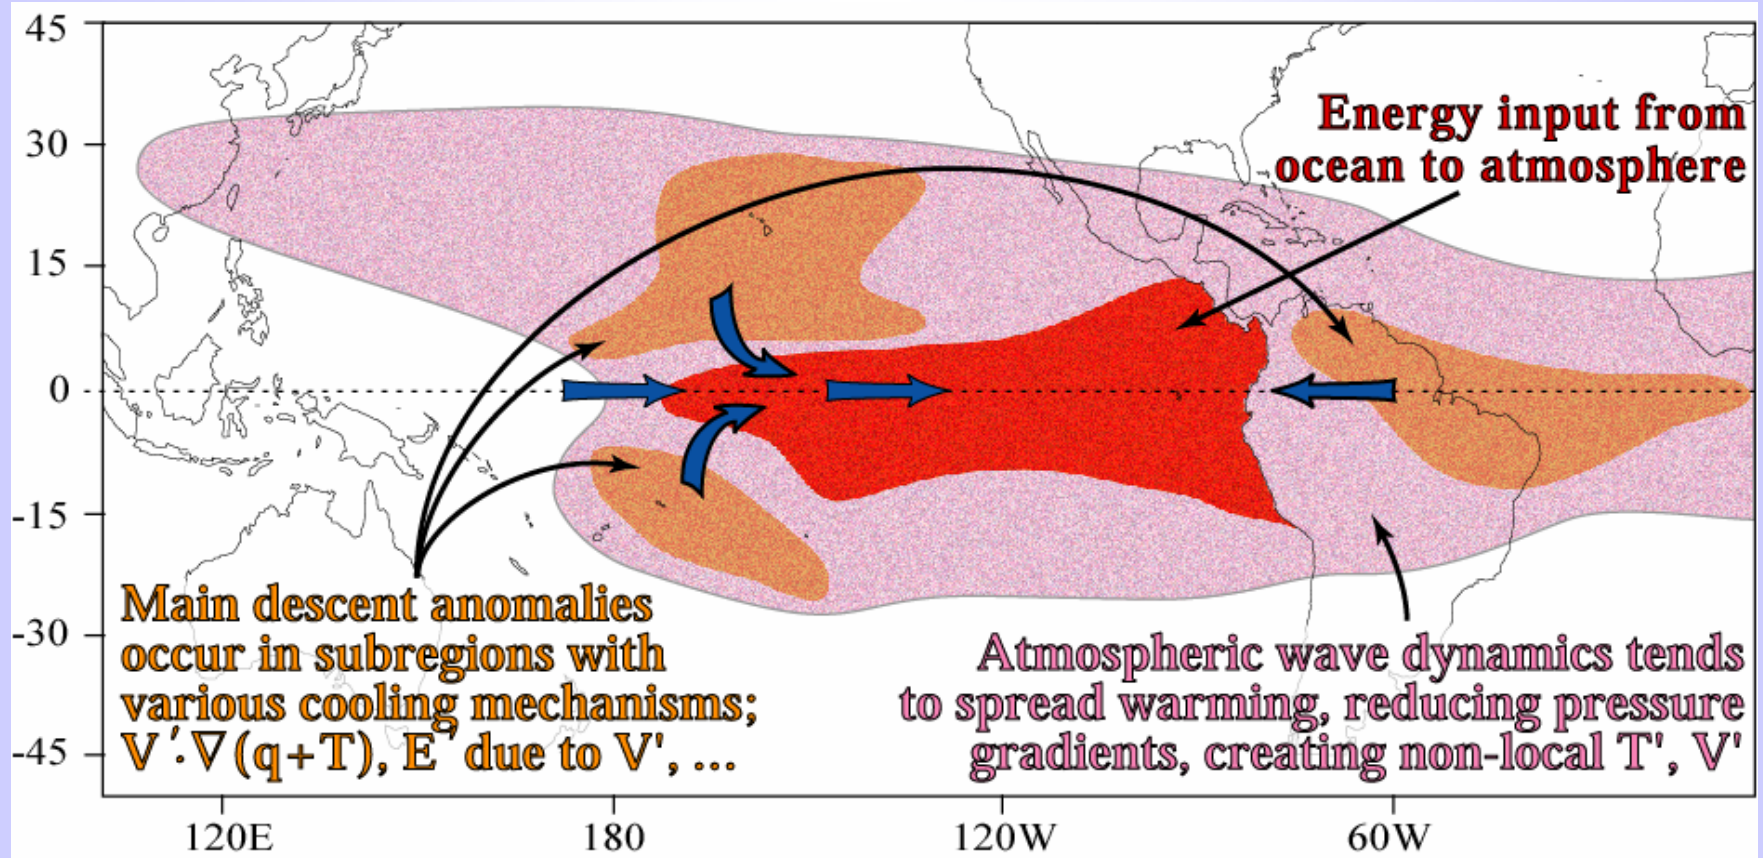 45
30
15
0
-15
-30
-45
120E
180
120W
60W
Energy input from
ocean to atmosphere
Main descent anomalies
occur in subregions with
various cooling mechanisms;
V′·∇(q+T), E′ due to V', ...
Atmospheric wave dynamics tends
to spread warming, reducing pressure
gradients, creating non-local T', V'